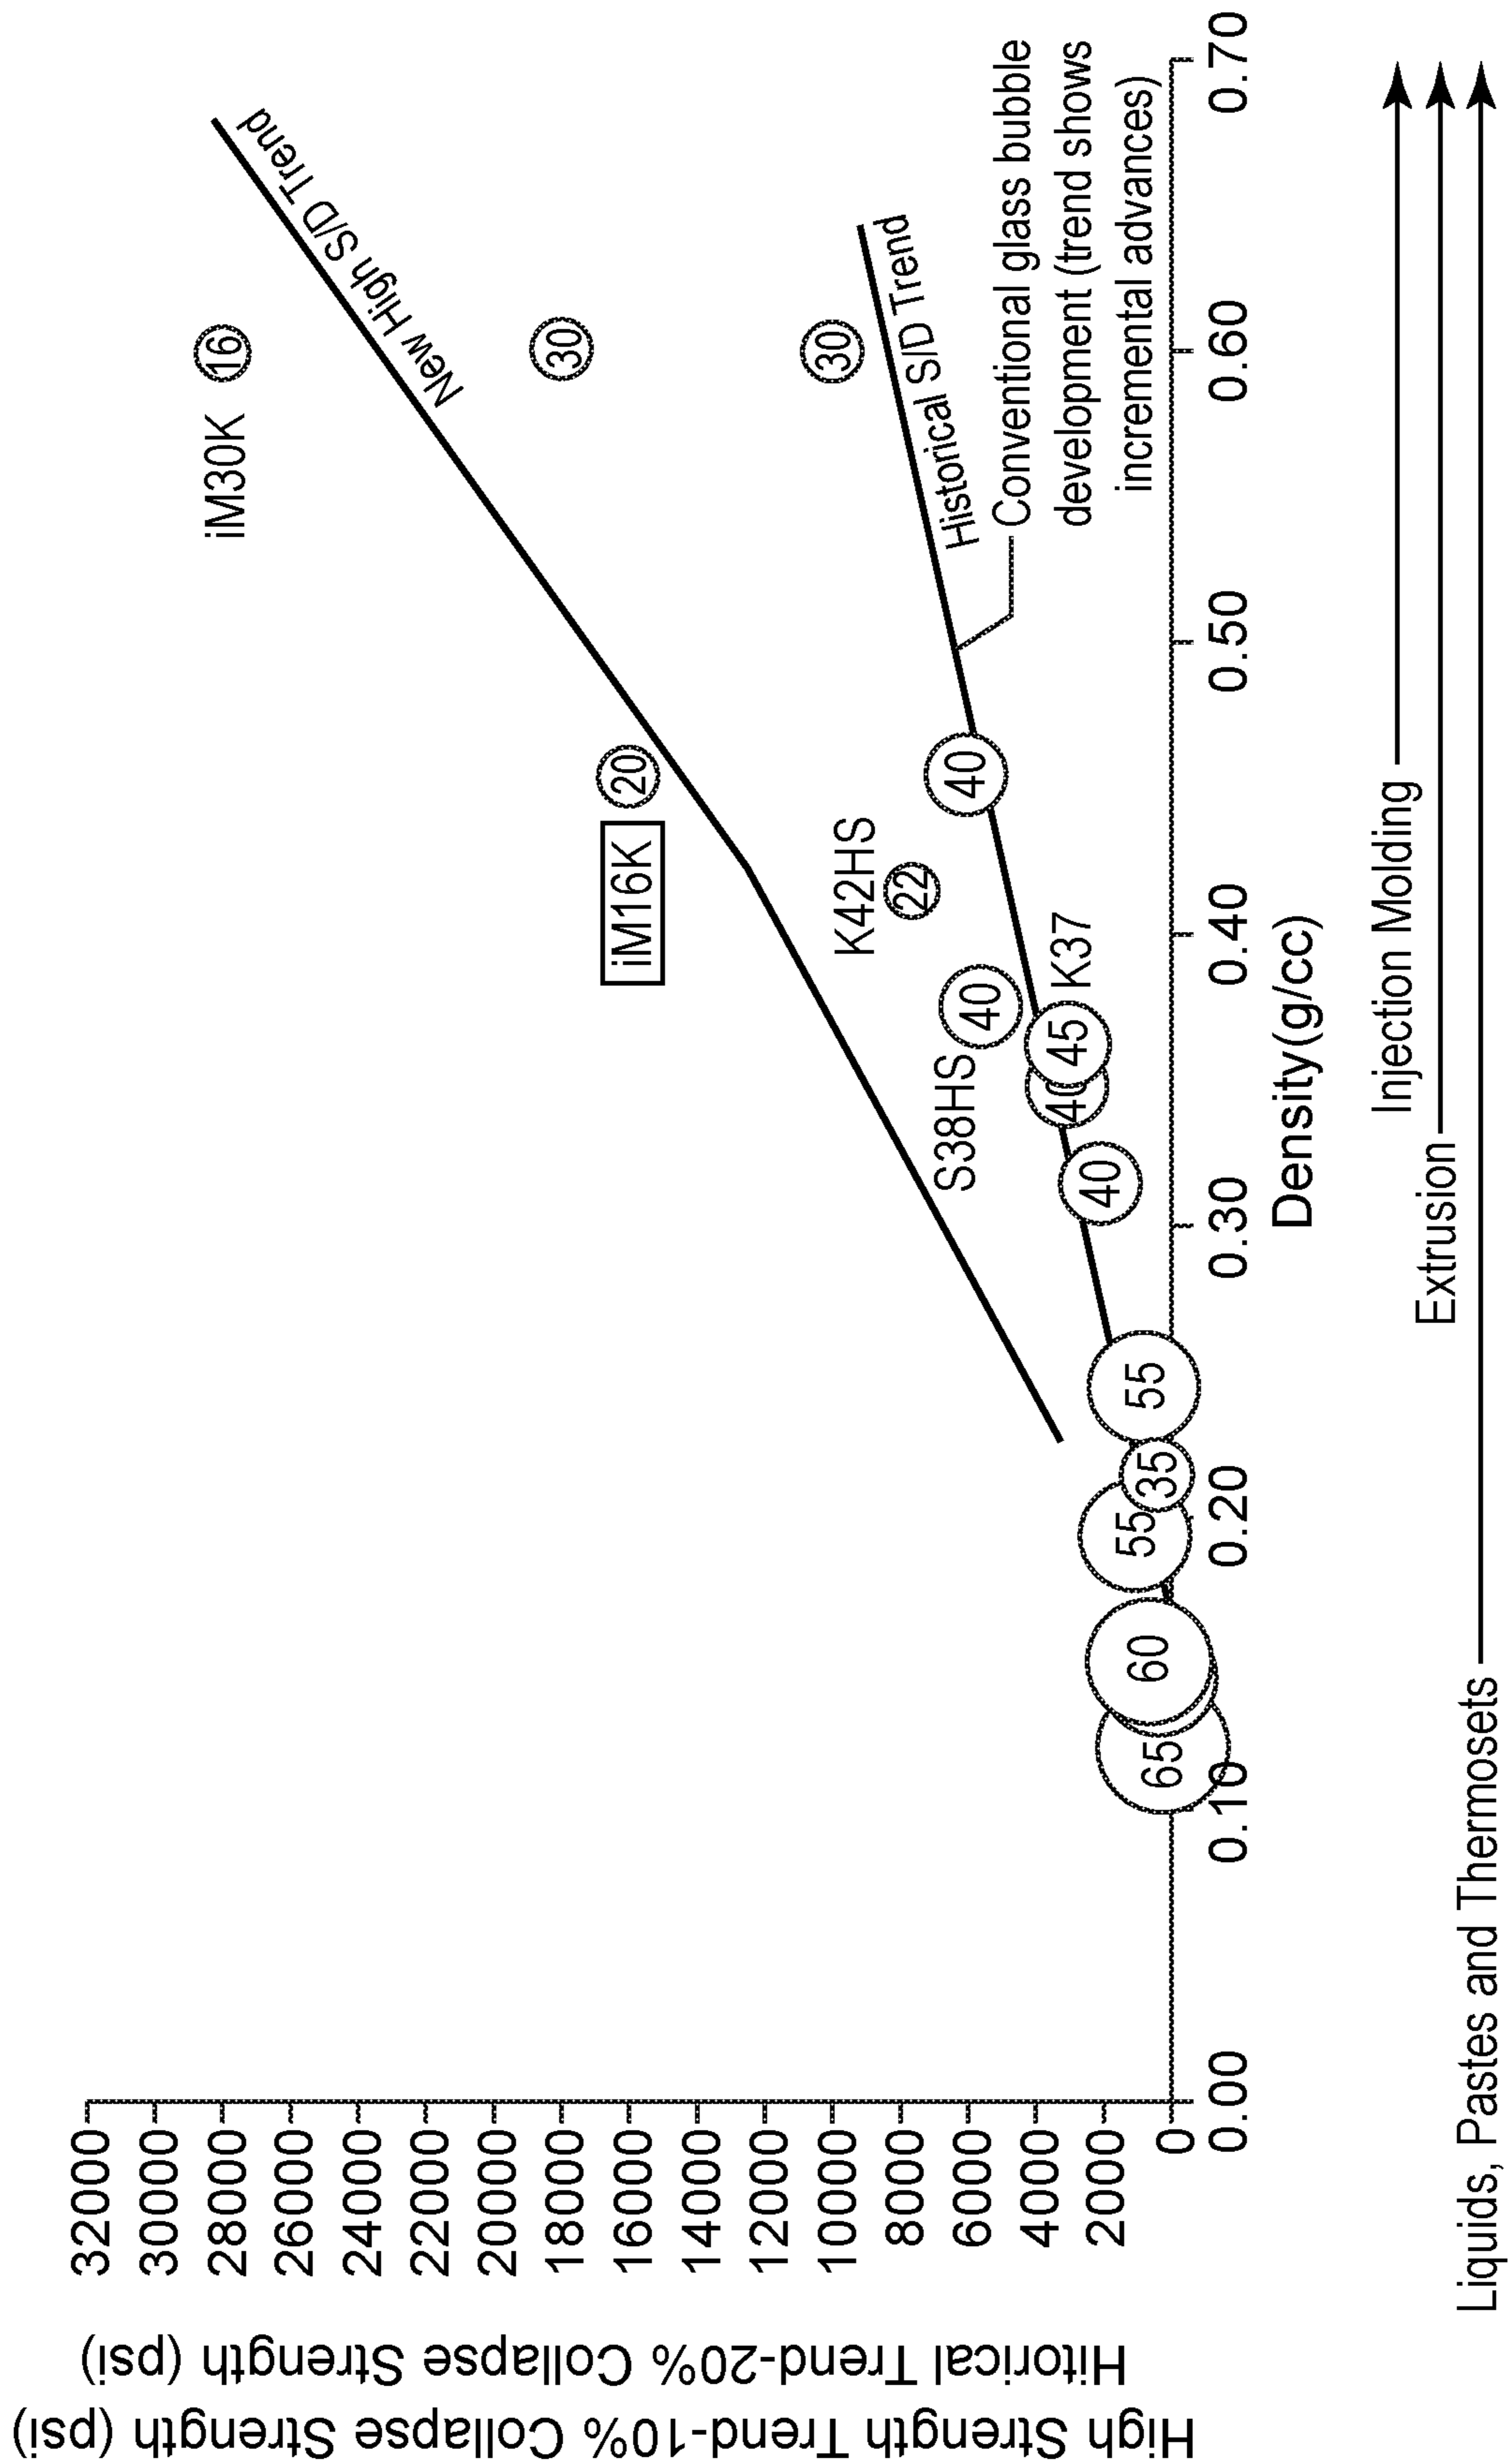 High Strength Trend-10% Collapse Strength (psi)
Hitorical Trend-20% Collapse Strength (psi)
32000
30000
28000
26000
24000
22000
20000
18000
16000
14000
12000
10000
8000
6000
4000
2000
0
iM30K
16
New High S/D Trend
30
iM16K
20
30
K42HS
22
Historical S/D Trend
40
S38HS
40
Conventional glass bubble
development (trend shows
incremental advances)
K37
45
40
40
55
35
55
60
65
0.00
0.10
0.20
0.30
0.40
0.50
0.60
0.70
Density(g/cc)
Injection Molding
Extrusion
Liquids, Pastes and Thermosets